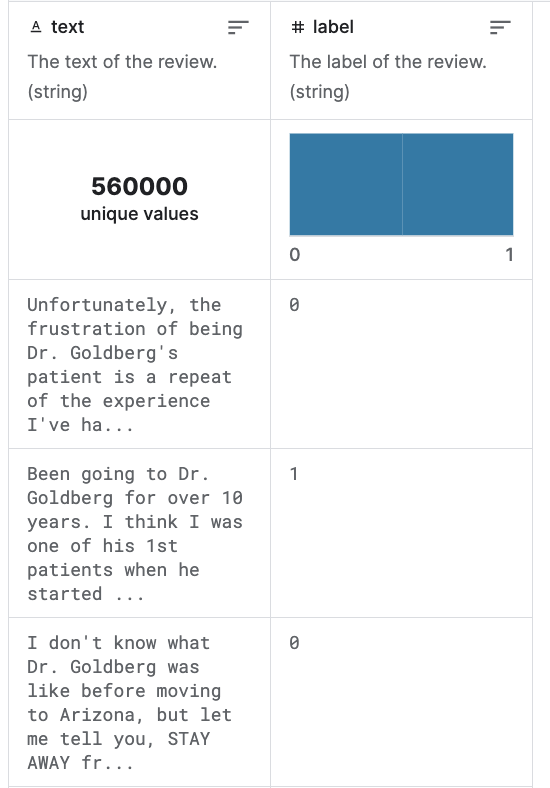 A text
# label
The text of the review.
(string)
The label of the review.
(string)
560000
unique values
0
1
Unfortunately, the
frustration of being
Dr. Goldberg's
patient is a repeat
of the experience
I've ha...
0
Been going to Dr.
Goldberg for over 10
years. I think I was
one of his 1st
patients when he
started ...
1
I don't know what
Dr. Goldberg was
like before moving
to Arizona, but let
me tell you, STAY
AWAY fr...
0